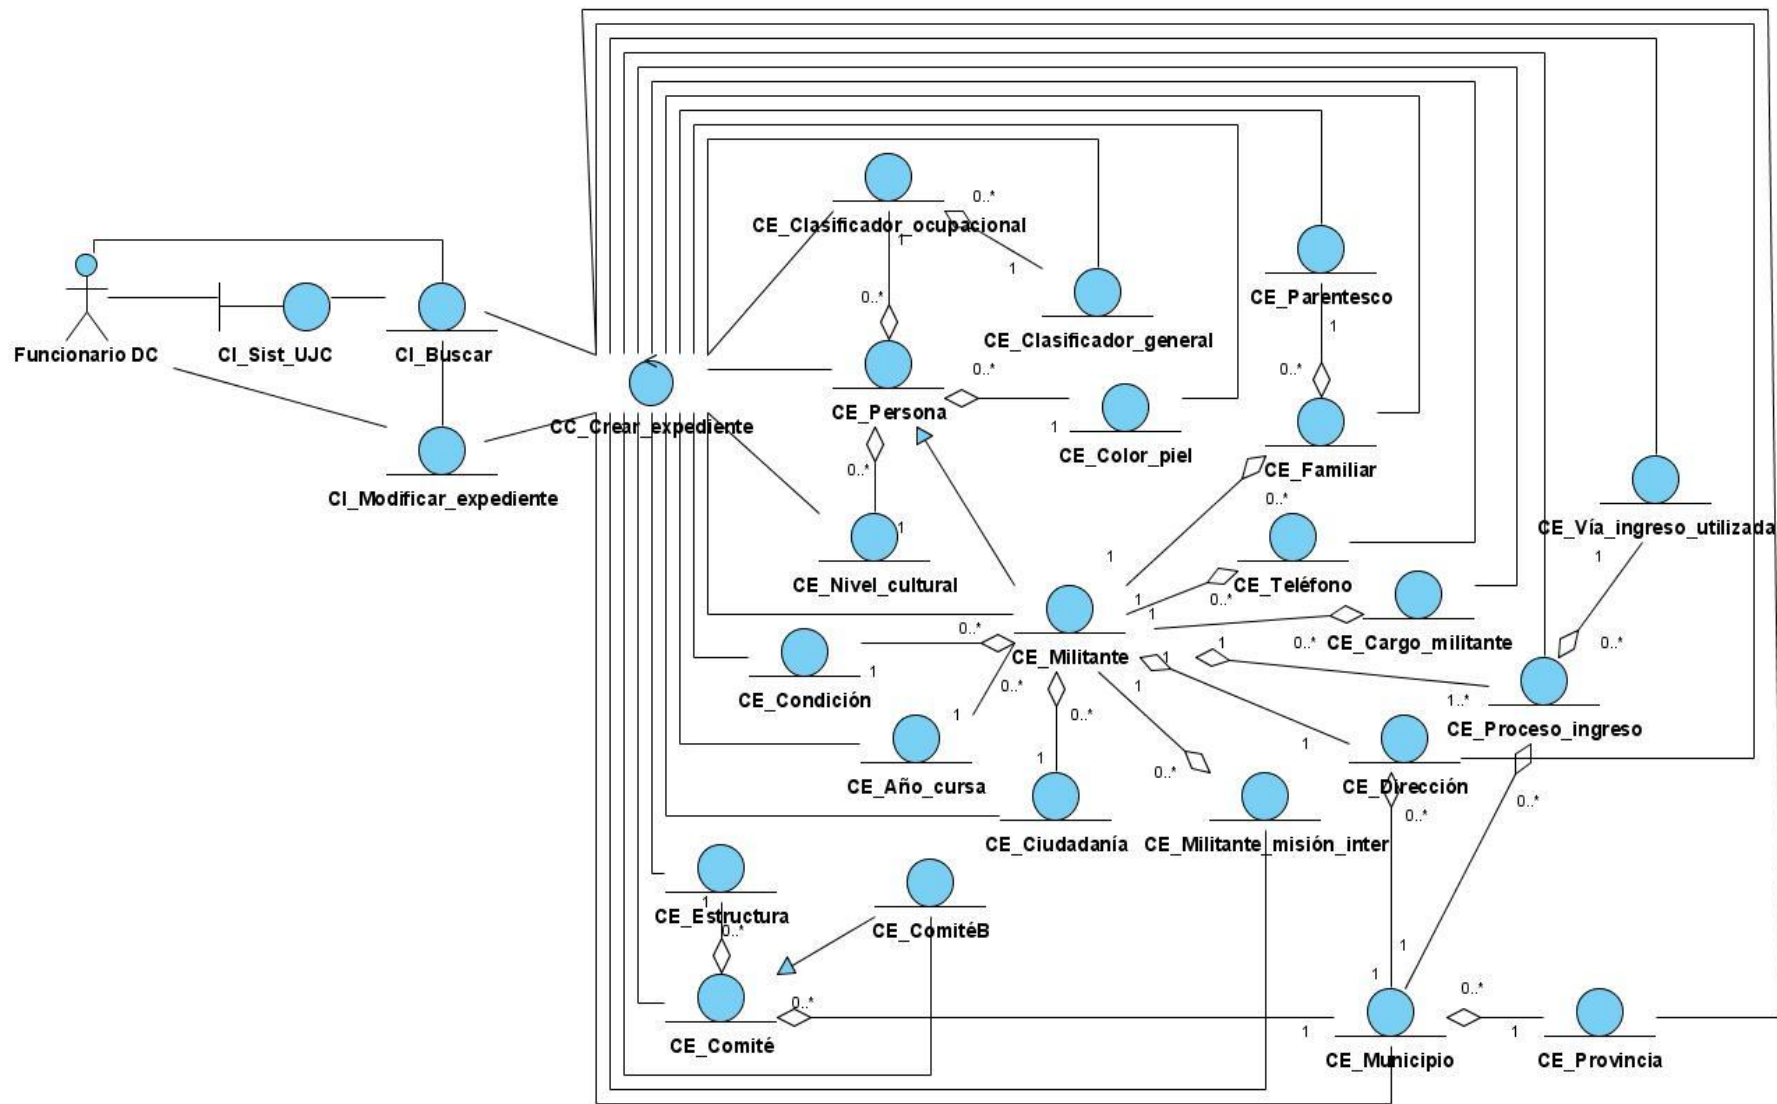 0..*
CE_Clasificador_ocupacional
1
1
CE_Parentesco
0..*
CE_Clasificador_general
1
Funcionario DC
CI_Sist_UJC
CI_Buscar
0..*
0..*
CE_Persona
1
CC_Crear_expediente
CE_Color_piel
CE_Familiar
0..*
0..*
CI_Modificar_expediente
1
CE_Vía_ingreso_utilizada
1
1
CE_Nivel_cultural
CE_Teléfono
1
0..*
1
0..*
0..*
0..*
CE_Cargo_militante
1
1
CE_Militante
1
1
0..*
CE_Condición
1..*
1
0..*
CE_Proceso_ingreso
1
1
0..*
CE_Año_cursa
CE_Dirección
0..*
0..*
CE_Ciudadanía
CE_Militante_misión_inter
1
CE_Estructura
0..*
CE_ComitéB
1
1
0..*
0..*
1
1
CE_Comité
CE_Municipio
CE_Provincia